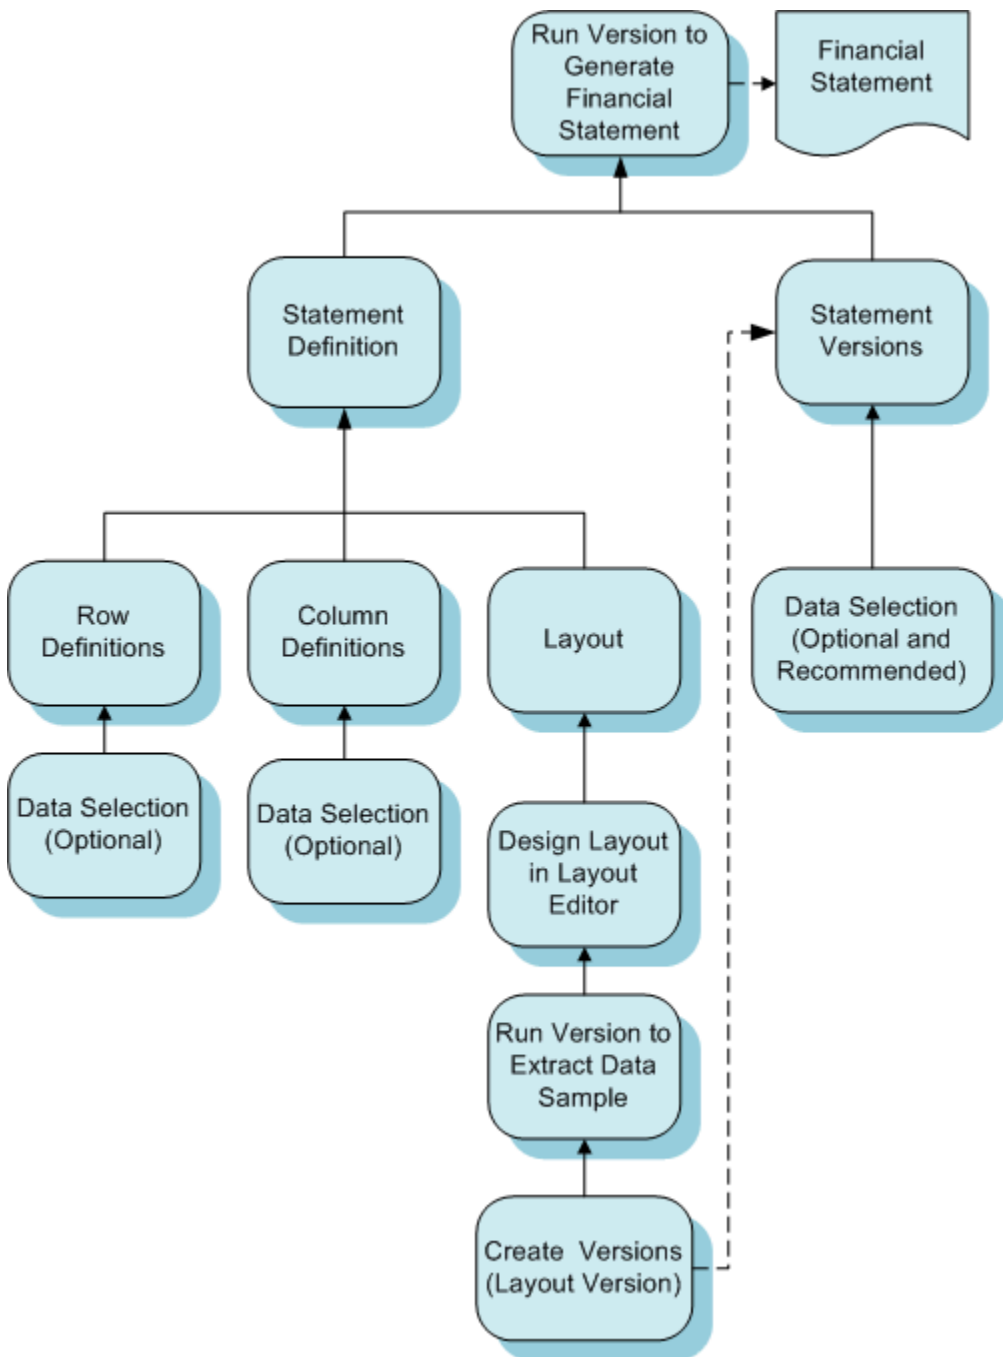 Run Version to
Generate
Financial
Statement
Financial
Statement
Statement
Definition
Statement
Versions
Row
Definitions
Column
Definitions
Layout
Data Selection
(Optional and
Recommended)
Data Selection
(Optional)
Data Selection
(Optional)
Design Layout
in Layout
Editor
Run Version to
Extract Data
Sample
Create Versions
(Layout Version)